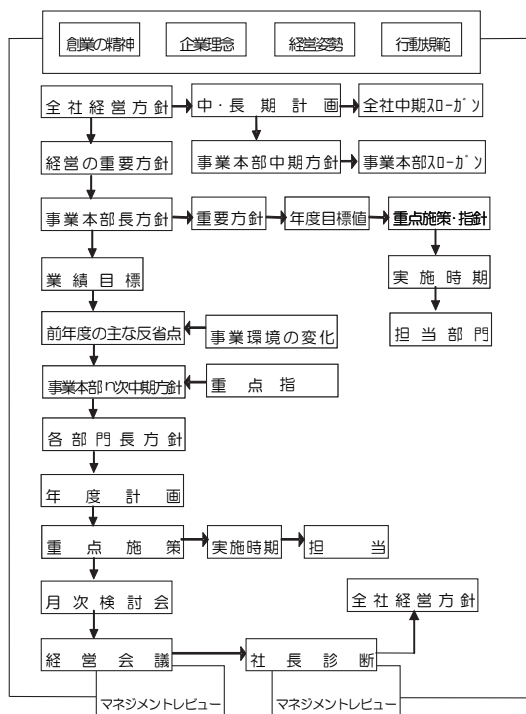 創業の精神 企業理念 経営姿勢 行動規範
全社経営方針 中・長期計画 全社中期スローガン
経営の重要方針 事業本部中期方針 事業本部スローガン
事業本部長方針 重要方針 年度目標値 重点施策・指針
業績目標 実施時期
前年度の主な反省点 事業環境の変化 担当部門
事業本部n次中期方針 重点指
各部門長方針
年度計画
重点施策 実施時期 担当
月次検討会 全社経営方針
経営会議 社長診断
マネジメントレビュー マネジメントレビュー